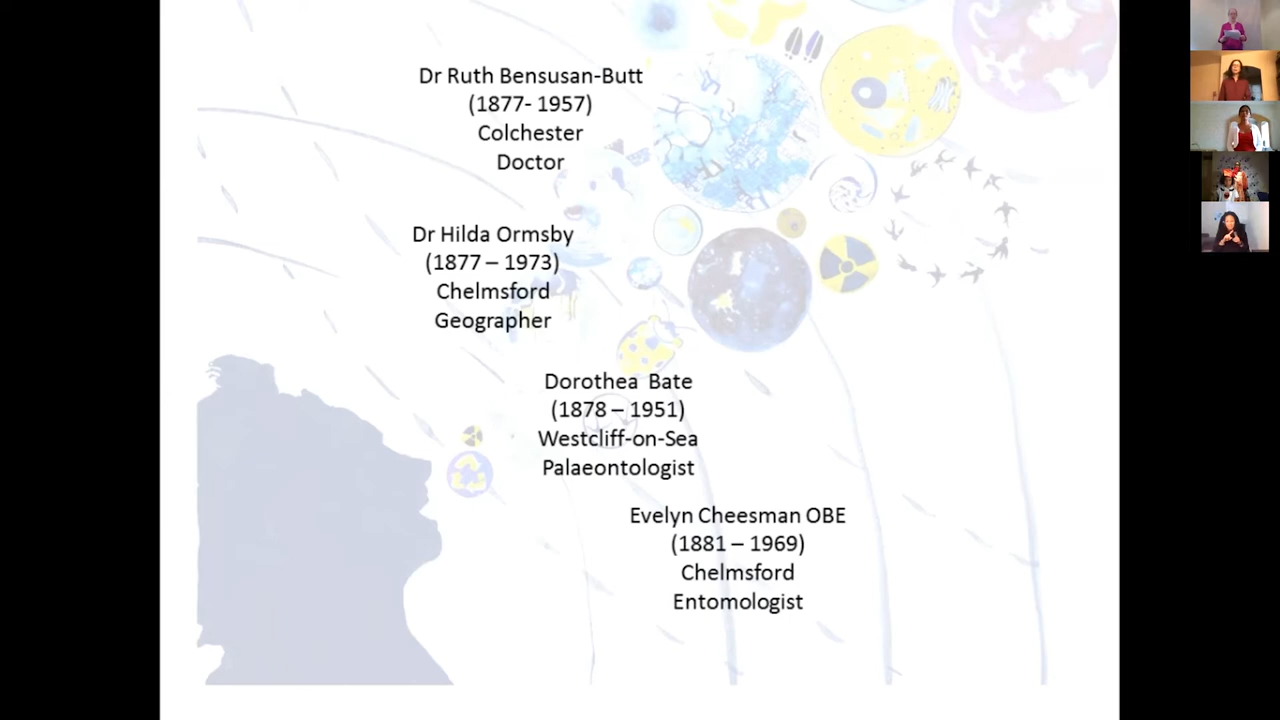 Dr Ruth Bensusan-Butt
(1877- 1957)
Colchester
Doctor
Dr Hilda Ormsby
(1877 – 1973)
Chelmsford
Geographer
Dorothea Bate
(1878 – 1951)
Westcliff-on-Sea
Palaeontologist
Evelyn Cheesman OBE
(1881 – 1969)
Chelmsford
Entomologist